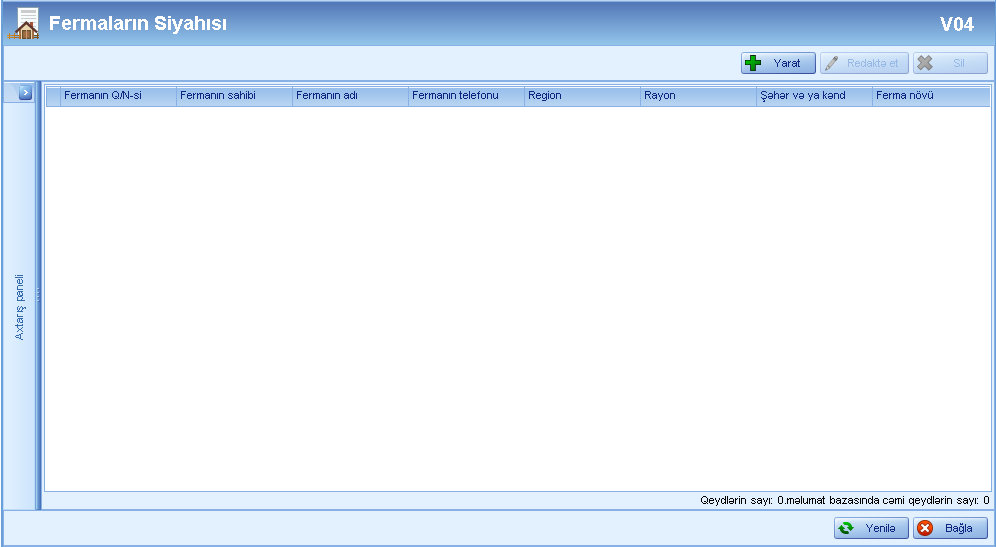 Fermaların Siyahısı
V04
Yarat
Redaktə et
Sil
Fermanın Q/N-si Fermanın sahibi Fermanın adı Fermanın telefonu Region Rayon Şəhər və ya kənd Ferma növü
Axtarış paneli
Qeydlərin sayı: 0.məlumat bazasında cəmi qeydlərin sayı: 0
Yenilə
Bağla